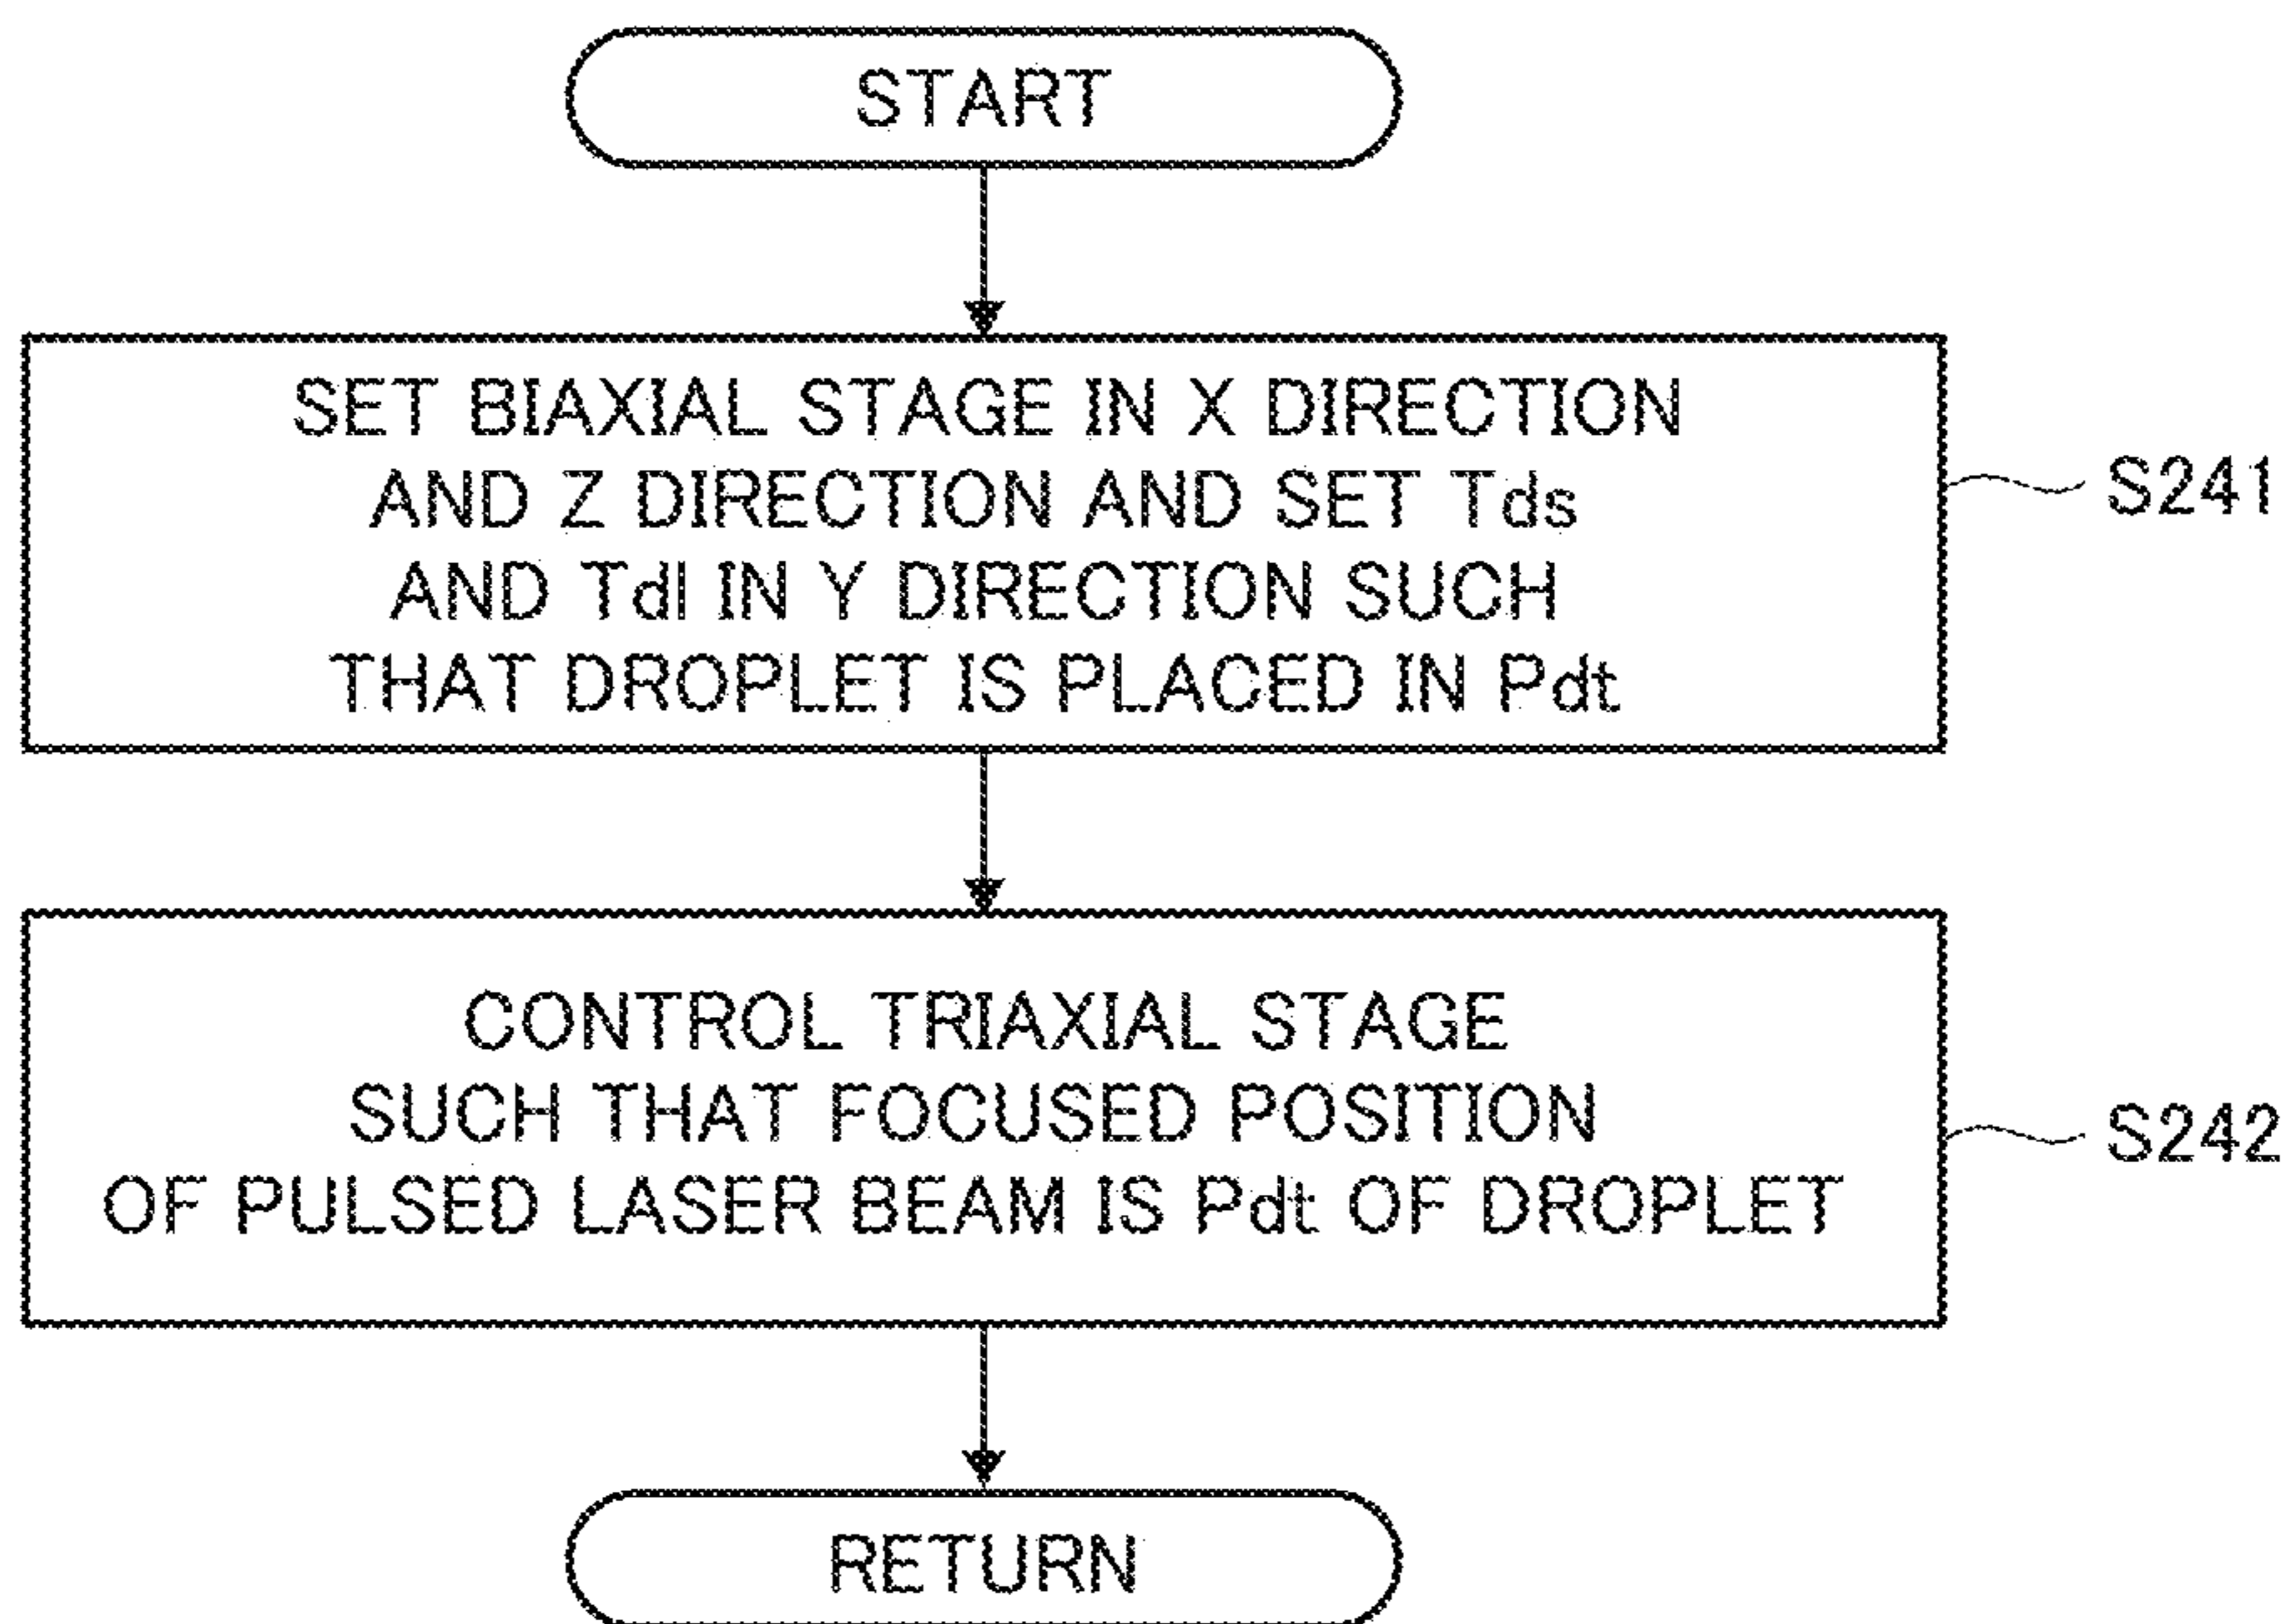 START
SET BIAXIAL STAGE IN X DIRECTION
AND Z DIRECTION AND SET Tds
AND Tdl IN Y DIRECTION SUCH
THAT DROPLET IS PLACED IN Pdt
S241
CONTROL TRIAXIAL STAGE
SUCH THAT FOCUSED POSITION
OF PULSED LASER BEAM IS Pdt OF DROPLET
S242
RETURN